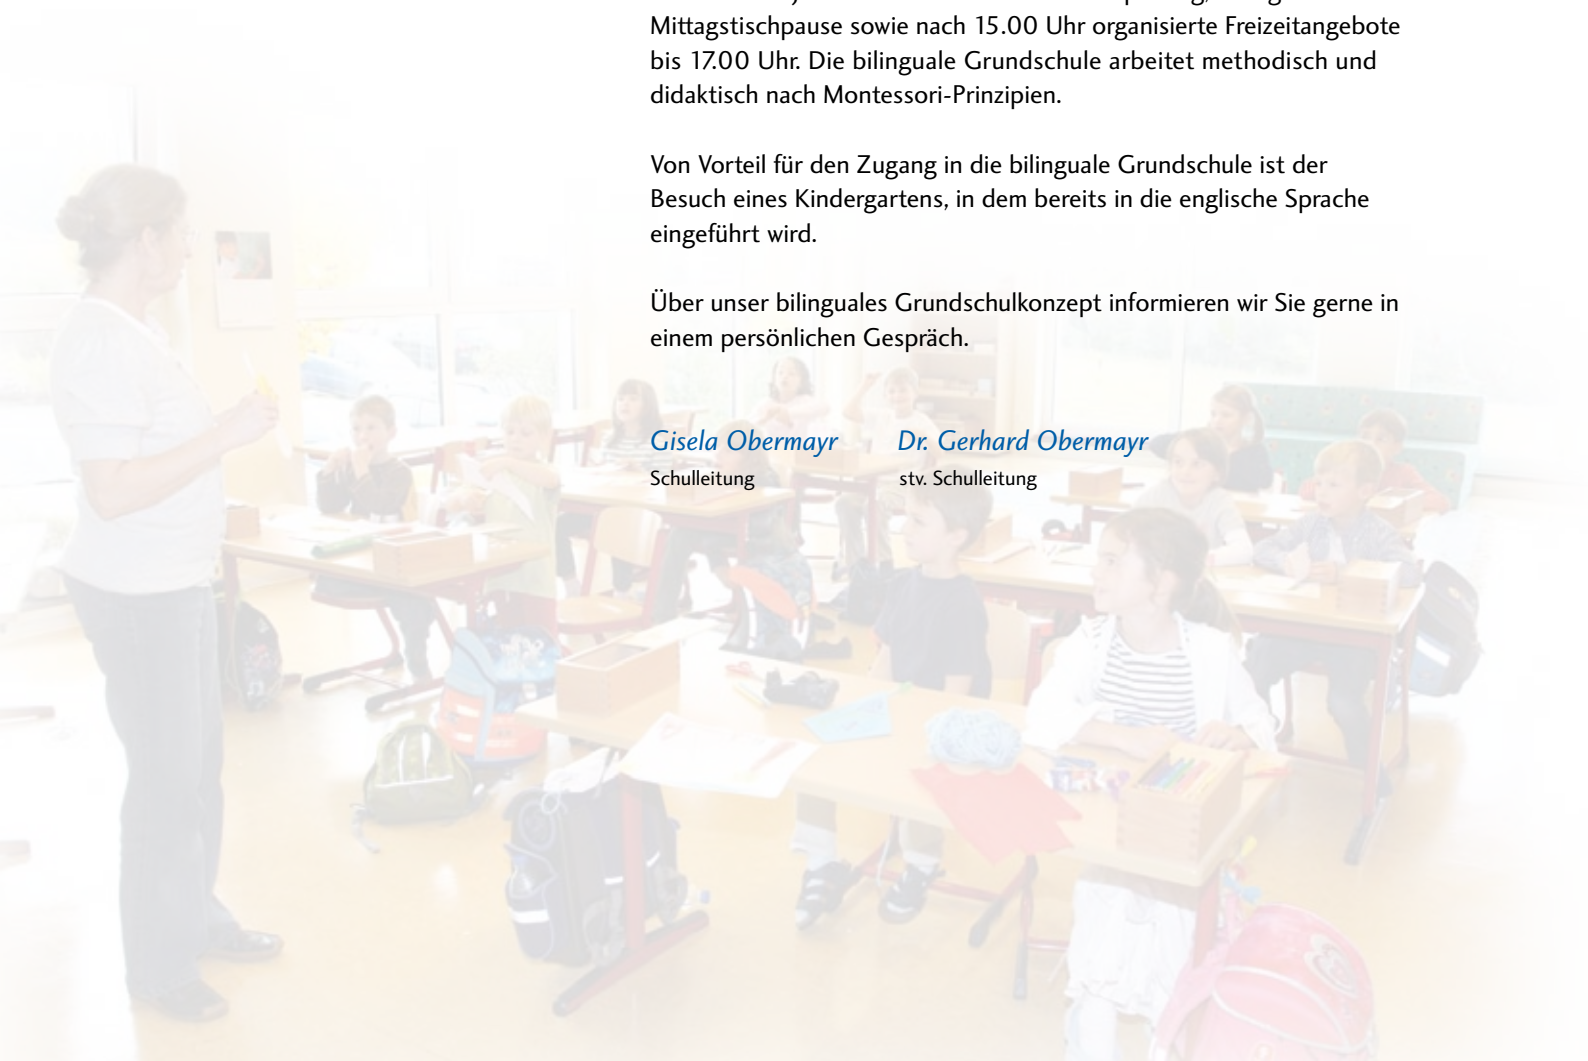 Mittagstischpause sowie nach 15.00 Uhr organisierte Freizeitangebote
bis 17.00 Uhr. Die bilinguale Grundschule arbeitet methodisch und
didaktisch nach Montessori-Prinzipien.
Von Vorteil für den Zugang in die bilinguale Grundschule ist der
Besuch eines Kindergartens, in dem bereits in die englische Sprache
eingeführt wird.
Über unser bilinguales Grundschulkonzept informieren wir Sie gerne in
einem persönlichen Gespräch.
Gisela Obermayr Dr. Gerhard Obermayr
Schulleitung stv. Schulleitung